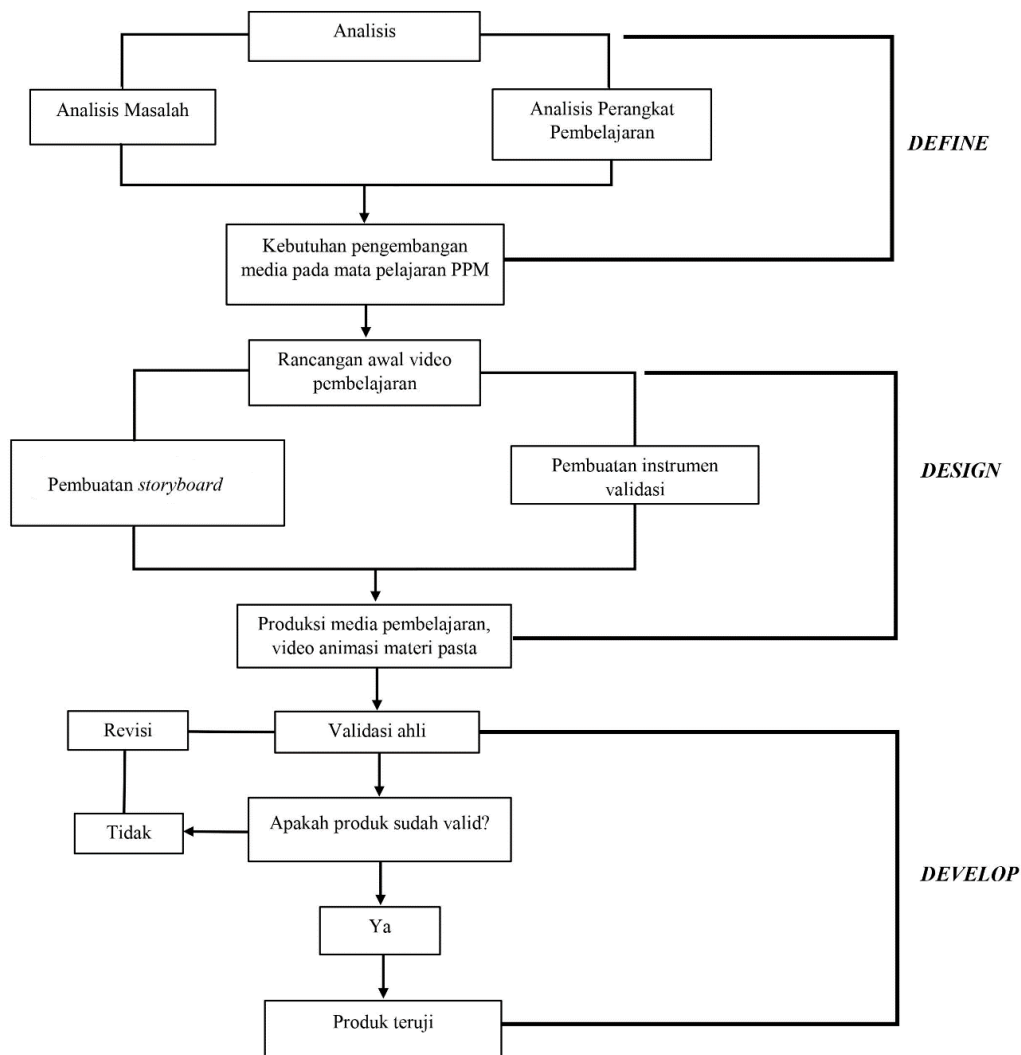 Analisis
Analisis Masalah
Analisis Perangkat
Pembelajaran
DEFINE
Kebutuhan pengembangan
media pada mata pelajaran PPM
Rancangan awal video
pembelajaran
Pembuatan storyboard
Pembuatan instrumen
validasi
DESIGN
Produksi media pembelajaran,
video animasi materi pasta
Revisi
Validasi ahli
Tidak
Apakah produk sudah valid?
DEVELOP
Ya
Produk teruji